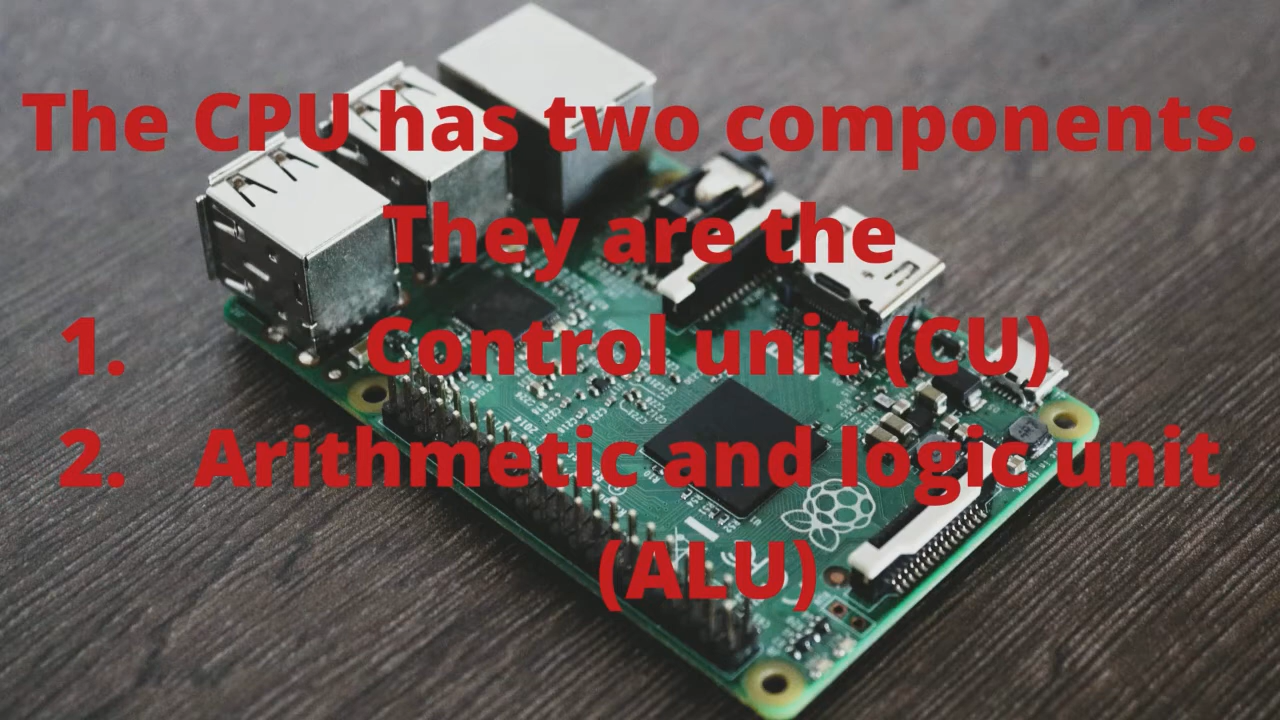 The CPU has two components.
They are the
1. Control unit (CU)
2. Arithmetic and logic unit
(ALU)